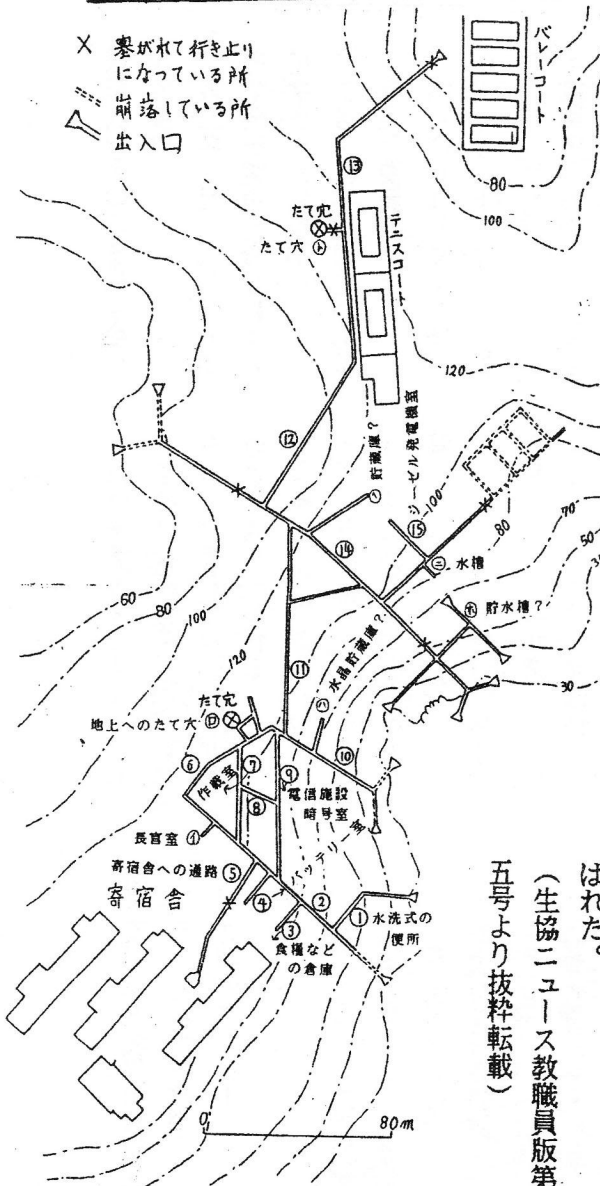 × 塞がれて行き止り
になっている所
崩落している所
出入口
バレーコート
80
100
⑬
たて穴
たて穴 ㋣
テニスコート
120
⑫
㋬ 貯蔵庫?
ジーゼル発電機室
100
⑮
80
70
50
30
㋥ 水槽
㋭ 貯水槽?
⑭
60
80
100
120
⑪
㋩ 水晶貯蔵庫?
30
たて穴
地上へのたて穴 ㋺
⑥
⑦
作戦室
⑨
⑩
電信施設
暗号室
⑧
バッテリー室
長官室 ㋑
寄宿舎への通路 ⑤
寄宿舎
④
②
③
食糧など
の倉庫
① 水洗式の
便所
0
80m
はれた。
(生協ニュース教職員版第
五号より抜粋転載)